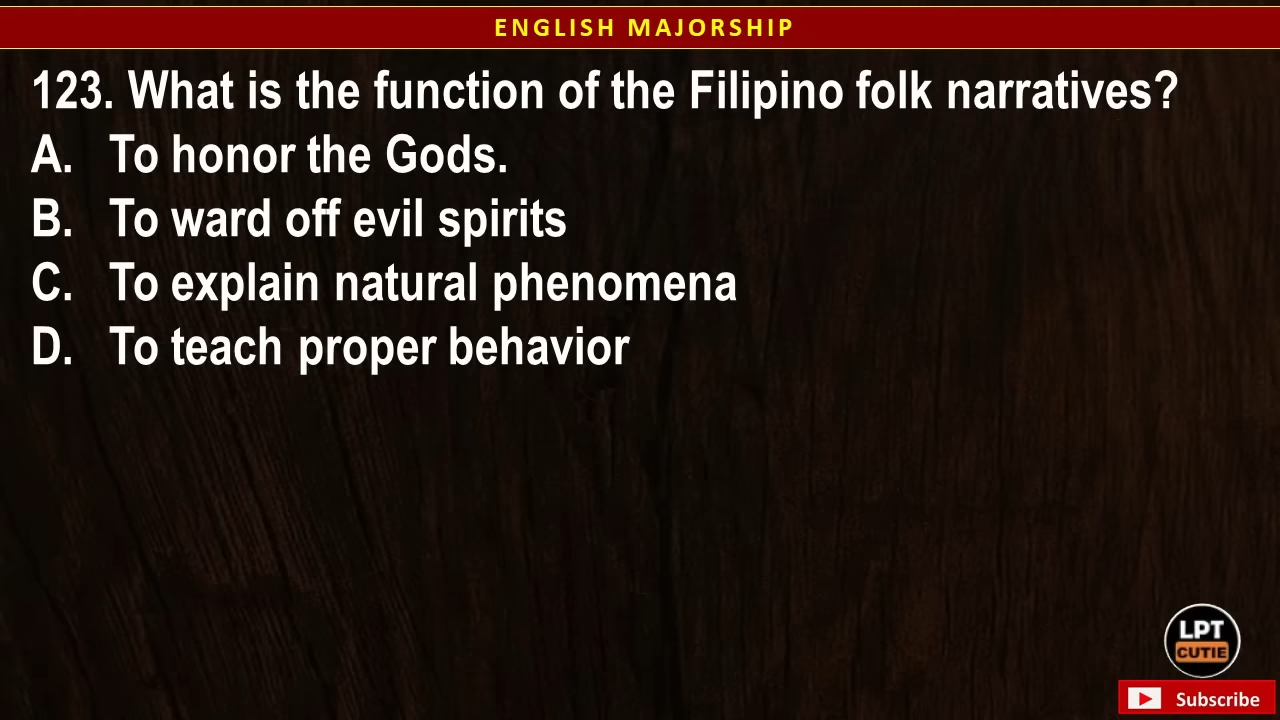 ENGLISH MAJORSHIP
123. What is the function of the Filipino folk narratives?
A. To honor the Gods.
B. To ward off evil spirits
C. To explain natural phenomena
D. To teach proper behavior
LPT
CUTIE
Subscribe